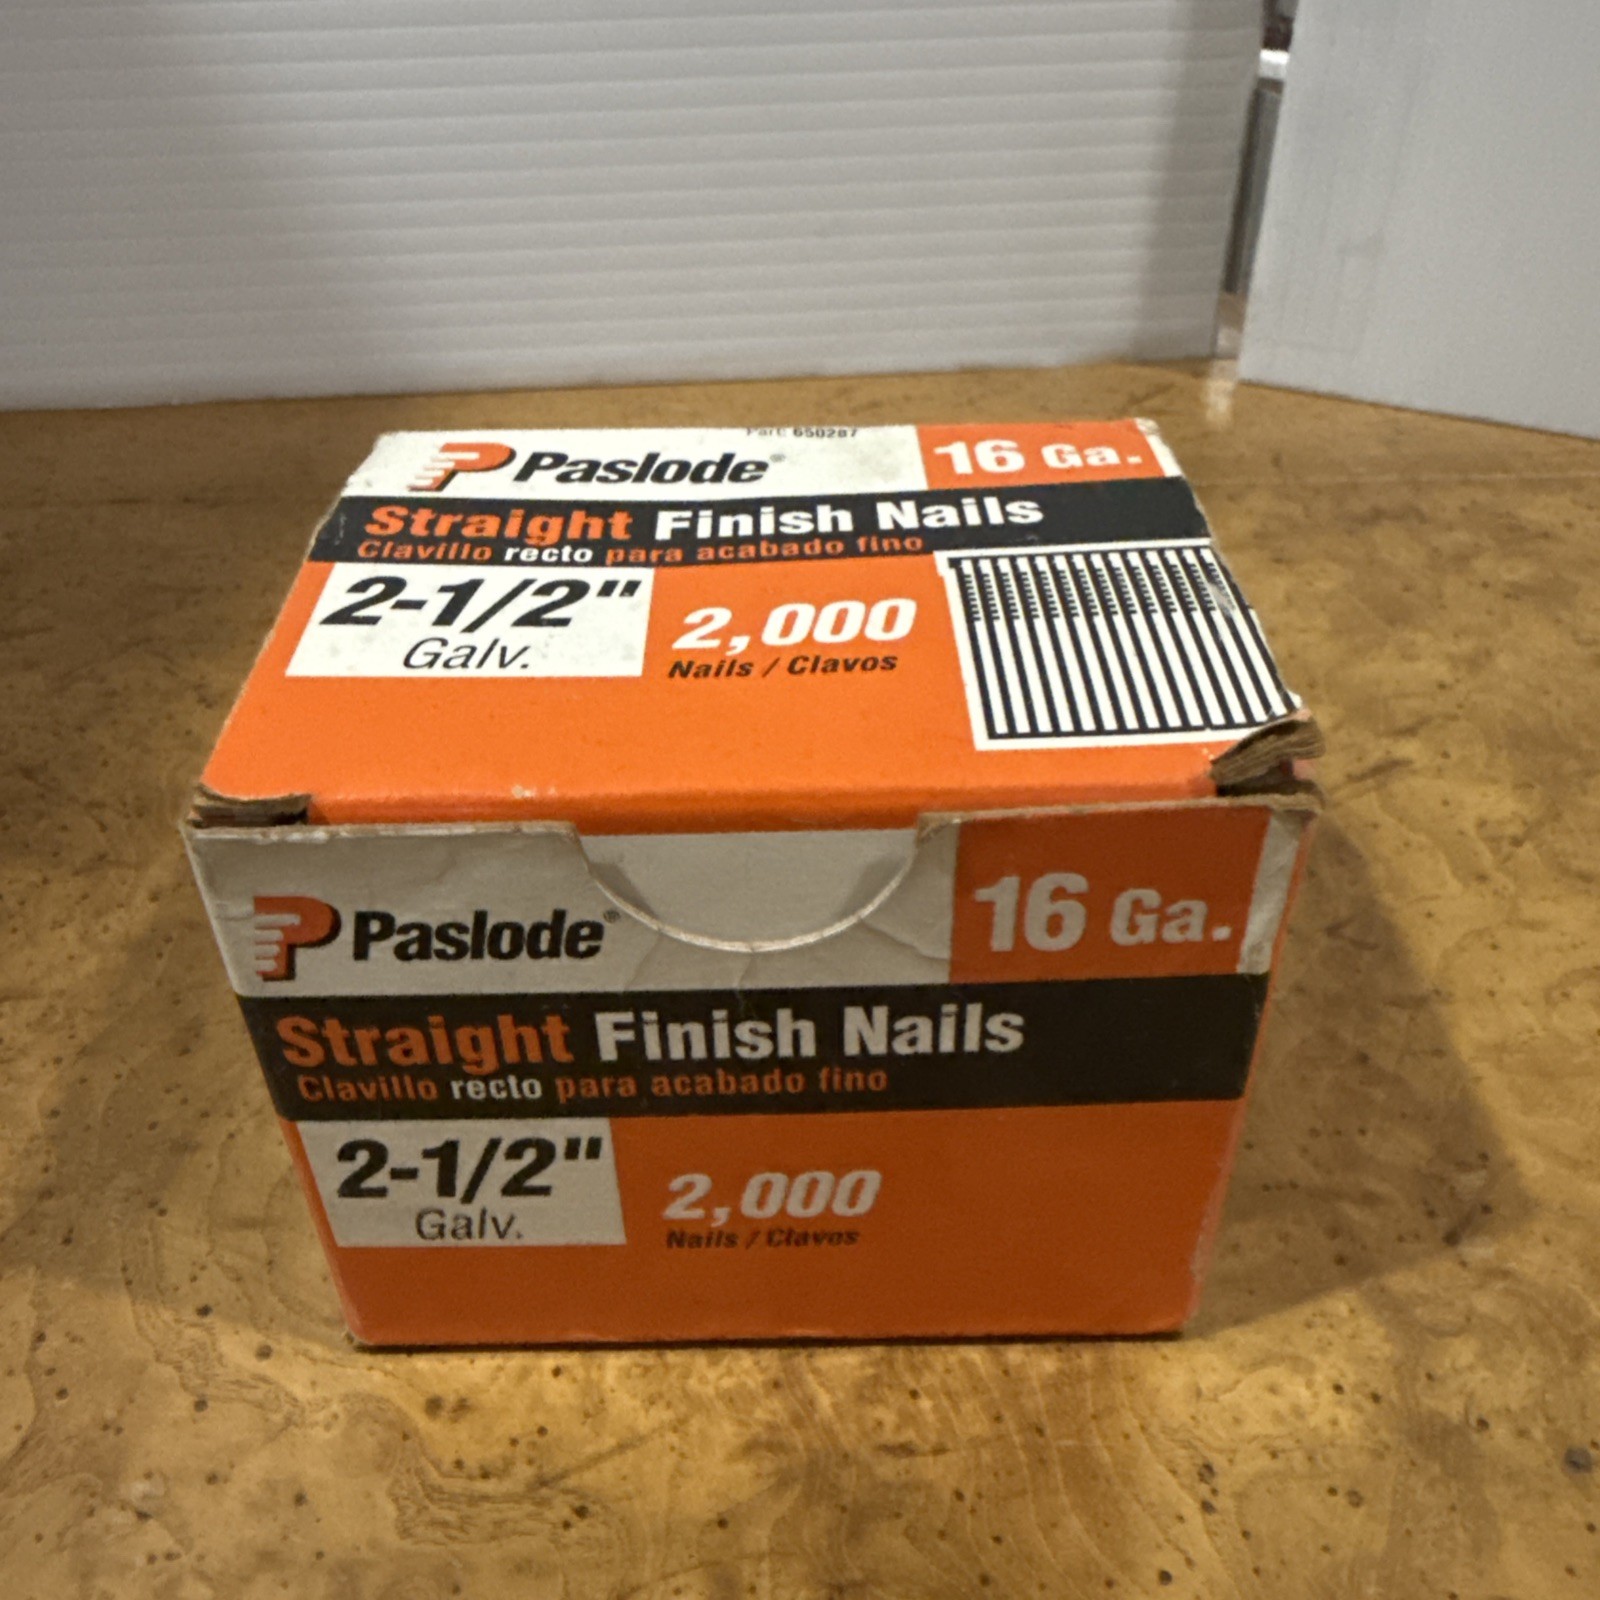 Part: 650287
Paslode®
16 Ga.
Straight Finish Nails
Clavillo recto para acabado fino
2-1/2"
Galv.
2,000
Nails / Clavos
Paslode®
16 Ga.
Straight Finish Nails
Clavillo recto para acabado fino
2-1/2"
Galv.
2,000
Nails / Clavos